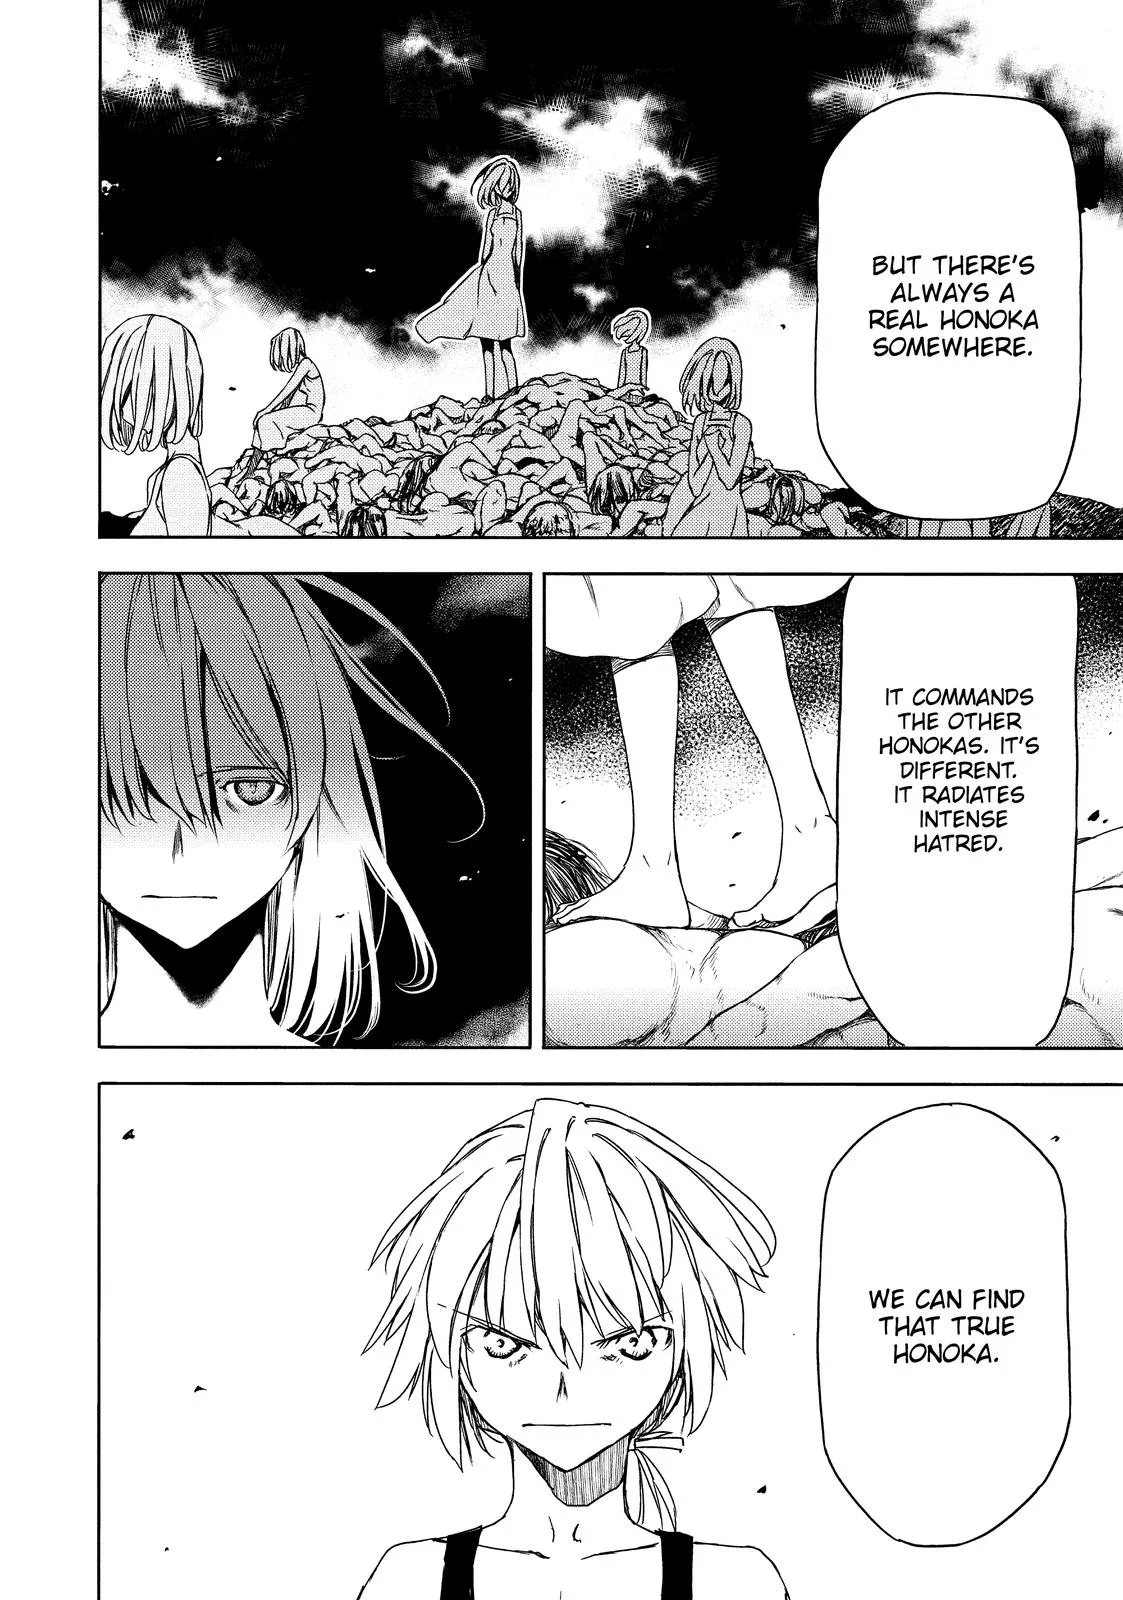 BUT THERE'S
ALWAYS A
REAL HONOKA
SOMEWHERE.
IT COMMANDS
THE OTHER
HONOKAS. IT'S
DIFFERENT.
IT RADIATES
INTENSE
HATRED.
WE CAN FIND
THAT TRUE
HONOKA.